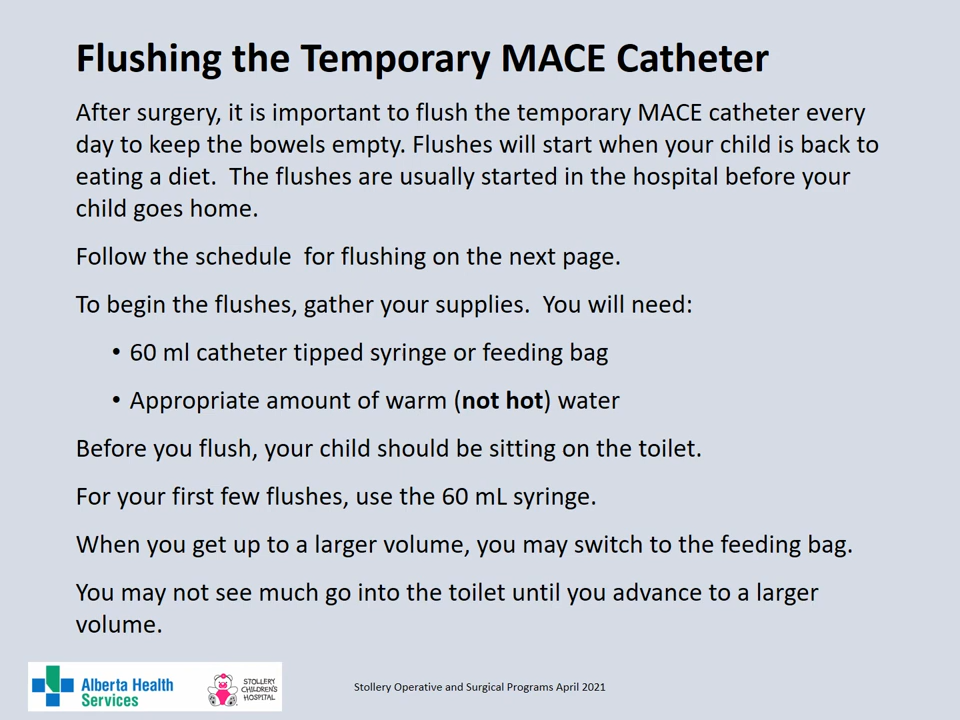 Flushing the Temporary MACE Catheter
After surgery, it is important to flush the temporary MACE catheter every
day to keep the bowels empty. Flushes will start when your child is back to
eating a diet.  The flushes are usually started in the hospital before your
child goes home.
Follow the schedule  for flushing on the next page.
To begin the flushes, gather your supplies.  You will need:
• 60 ml catheter tipped syringe or feeding bag
• Appropriate amount of warm (not hot) water
Before you flush, your child should be sitting on the toilet.
For your first few flushes, use the 60 mL syringe.
When you get up to a larger volume, you may switch to the feeding bag.
You may not see much go into the toilet until you advance to a larger
volume.
Alberta Health
Services
STOLLERY
CHILDREN'S
HOSPITAL
Stollery Operative and Surgical Programs April 2021